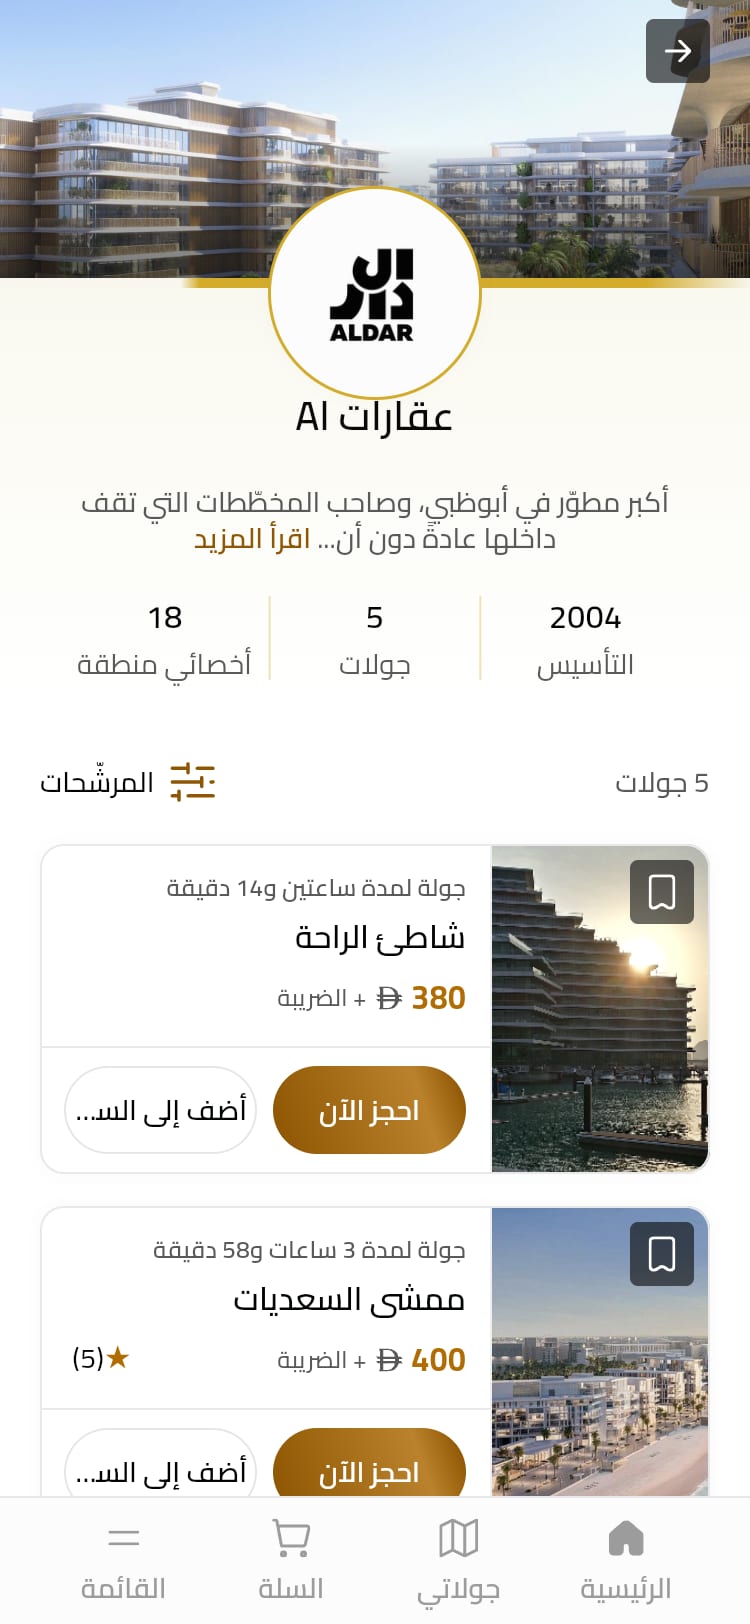 الدار
ALDAR
عقارات Al
أكبر مطوّر في أبوظبي، وصاحب المخطّطات التي تقف
داخلها عادةً دون أن... اقرأ المزيد
2004
التأسيس
5
جولات
18
أخصائي منطقة
5 جولات
المرشّحات
جولة لمدة ساعتين و14 دقيقة
شاطئ الراحة
380 + الضريبة
احجز الآن
أضف إلى الس...
جولة لمدة 3 ساعات و58 دقيقة
ممشى السعديات
400 + الضريبة
★(5)
احجز الآن
أضف إلى الس...
الرئيسية
جولاتي
السلة
القائمة